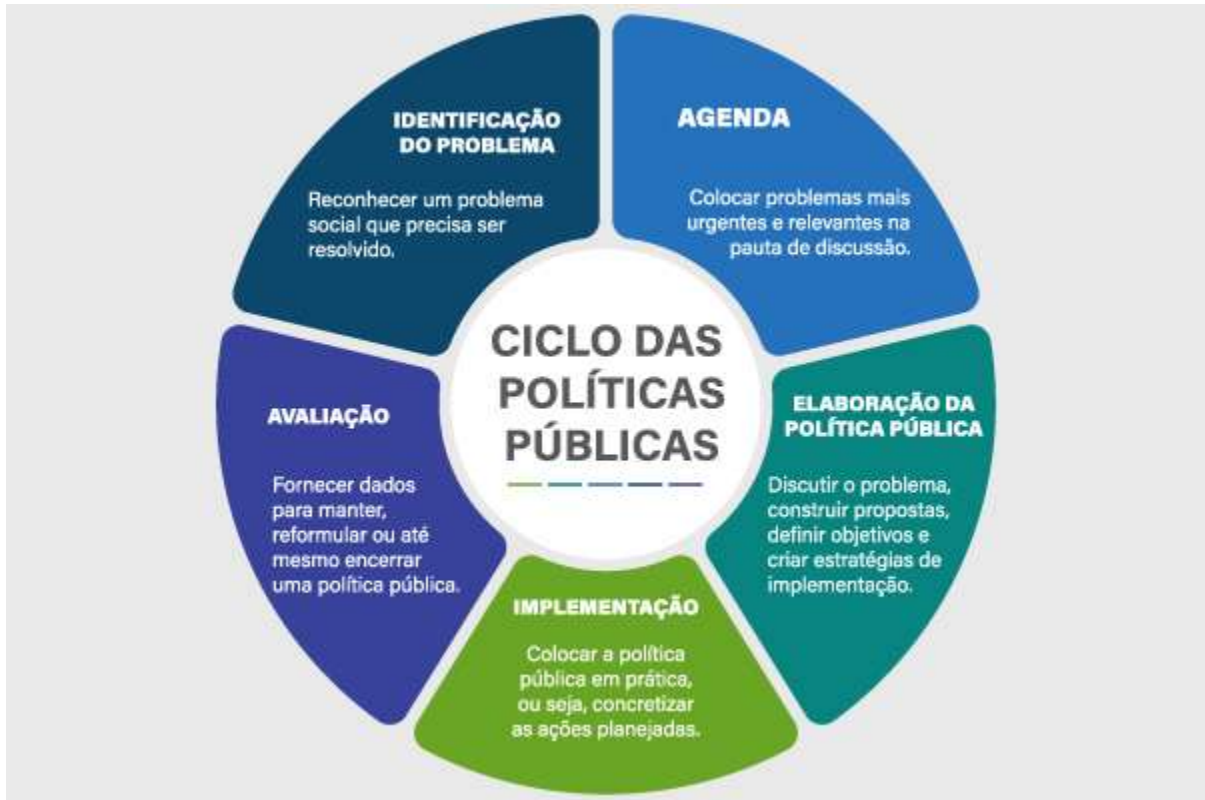 CICLO DAS
POLÍTICAS
PÚBLICAS
IDENTIFICAÇÃO
DO PROBLEMA
Reconhecer um problema
social que precisa ser
resolvido.
AGENDA
Colocar problemas mais
urgentes e relevantes na
pauta de discussão.
ELABORAÇÃO DA
POLÍTICA PÚBLICA
Discutir o problema,
construir propostas,
definir objetivos e
criar estratégias de
implementação.
IMPLEMENTAÇÃO
Colocar a política
pública em prática,
ou seja, concretizar
as ações planejadas.
AVALIAÇÃO
Fornecer dados
para manter,
reformular ou até
mesmo encerrar
uma política pública.